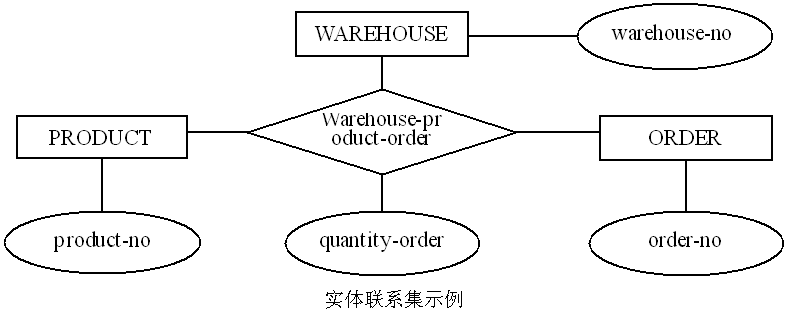 WAREHOUSE
warehouse-no
PRODUCT
Warehouse-pr
oduct-order
ORDER
product-no
quantity-order
order-no
实体联系集示例